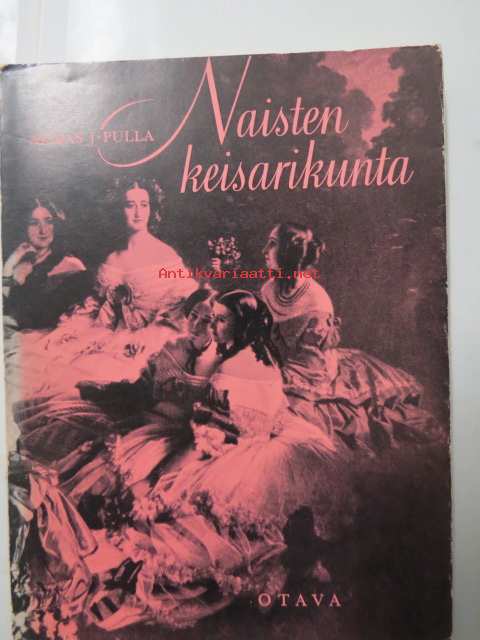 J·PULLA
Naisten
keisarikunta
Antikvariaatti.net
OTAVA